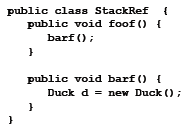 public class StackRef {
public void foof() {
barf();
}
public void barf() {
Duck d = new Duck();
}
}